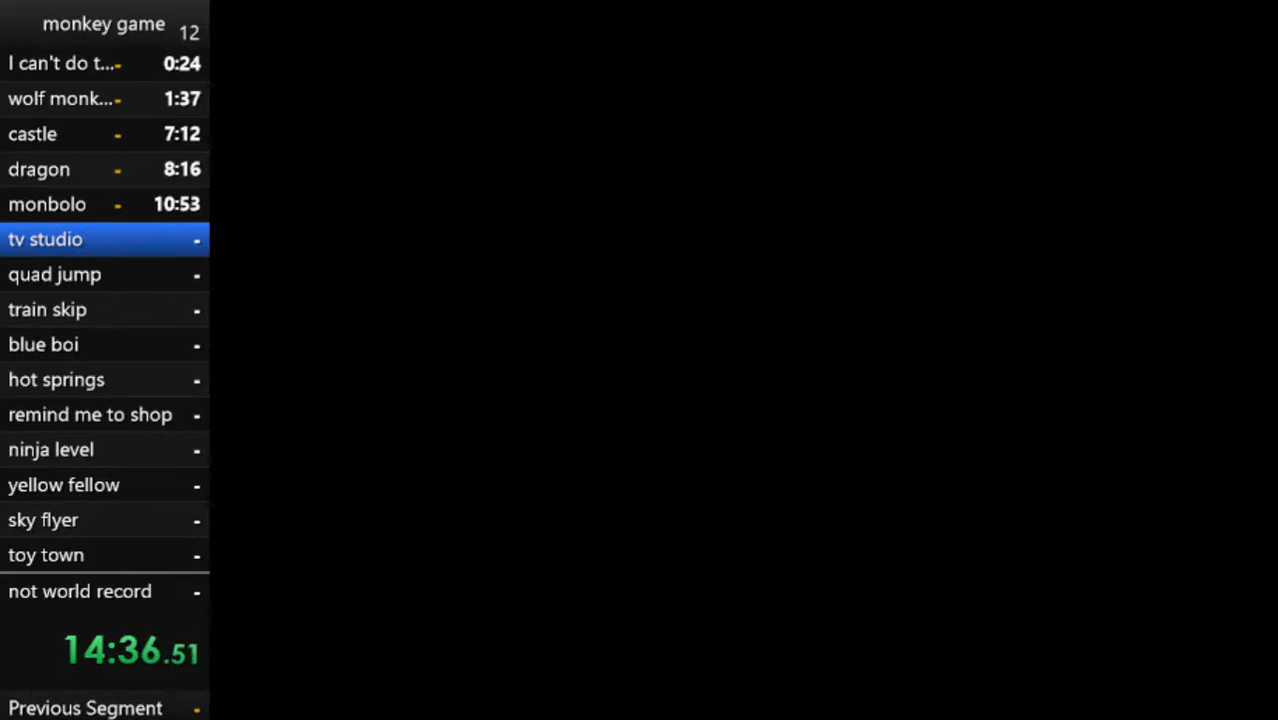 monkey game 12
I can't do t... - 0:24
wolf monk... - 1:37
castle - 7:12
dragon - 8:16
monbolo - 10:53
tv studio -
quad jump -
train skip -
blue boi -
hot springs -
remind me to shop -
ninja level -
yellow fellow -
sky flyer -
toy town -
not world record -
14:36.51
Previous Segment -